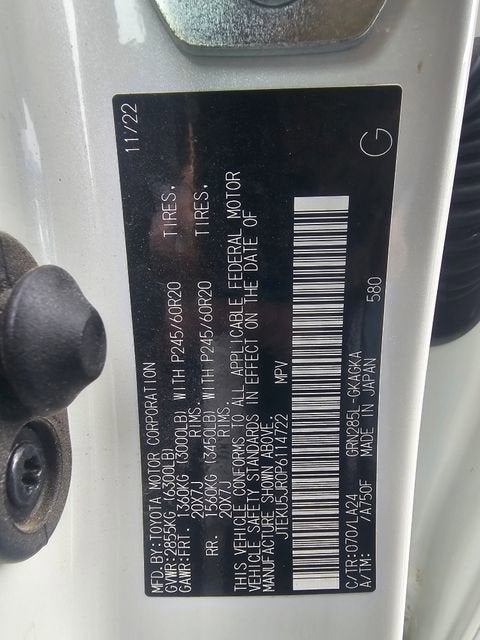 MFD.BY:TOYOTA MOTOR CORPORATION 11/22
GVWR:2855KG (6300LB)
GAWR:FRT. 1360KG (3000LB) WITH P245/60R20 TIRES.
20X7J RIMS.
RR. 1560KG (3450LB) WITH P245/60R20 TIRES.
20X7J RIMS.
THIS VEHICLE CONFORMS TO ALL APPLICABLE FEDERAL MOTOR
VEHICLE SAFETY STANDARDS IN EFFECT ON THE DATE OF
MANUFACTURE SHOWN ABOVE.
JTEKU5JR0P6114722 MPV
C/TR:070/LA24 GRN285L-GKAGKA
A/TM: /A750F MADE IN JAPAN 580
G